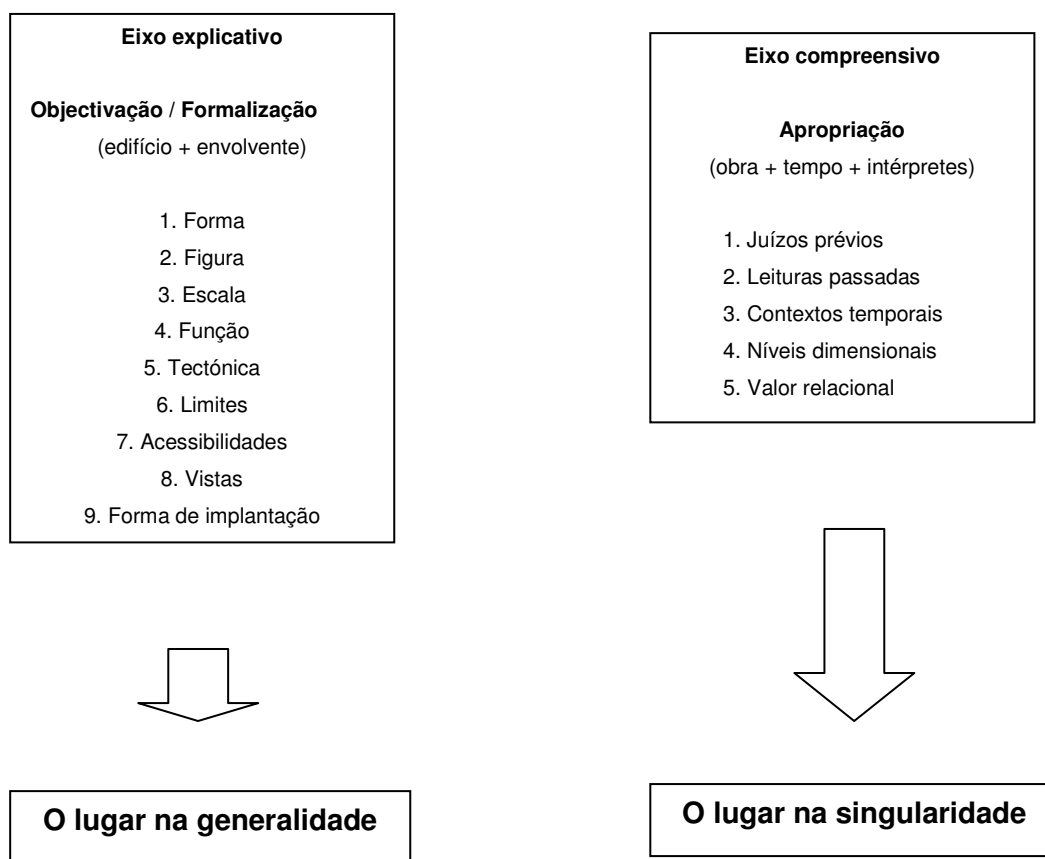 Eixo explicativo
Objectivação / Formalização
(edifício + envolvente)
1. Forma
2. Figura
3. Escala
4. Função
5. Tectónica
6. Limites
7. Acessibilidades
8. Vistas
9. Forma de implantação
O lugar na generalidade
Eixo compreensivo
Apropriação
(obra + tempo + intérpretes)
1. Juízos prévios
2. Leituras passadas
3. Contextos temporais
4. Níveis dimensionais
5. Valor relacional
O lugar na singularidade